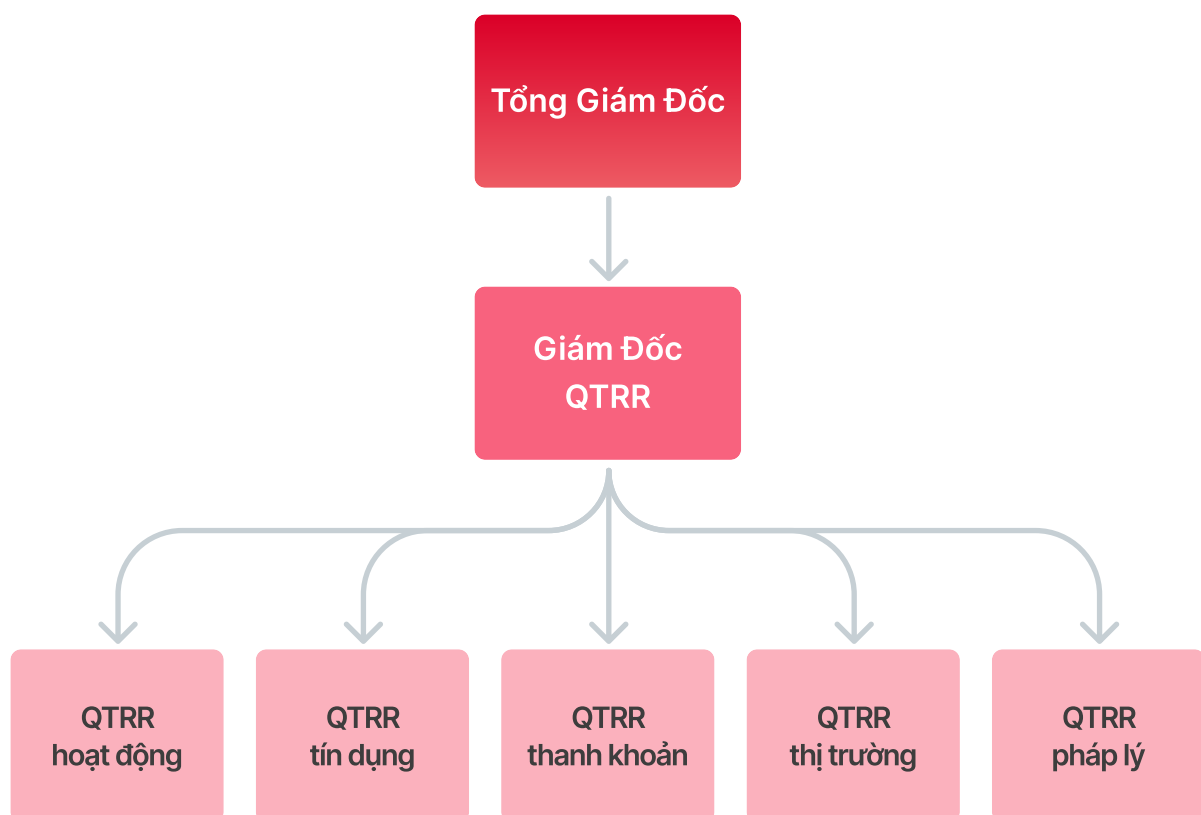 Tổng Giám Đốc
Giám Đốc
QTRR
QTRR
hoạt động
QTRR
tín dụng
QTRR
thanh khoản
QTRR
thị trường
QTRR
pháp lý